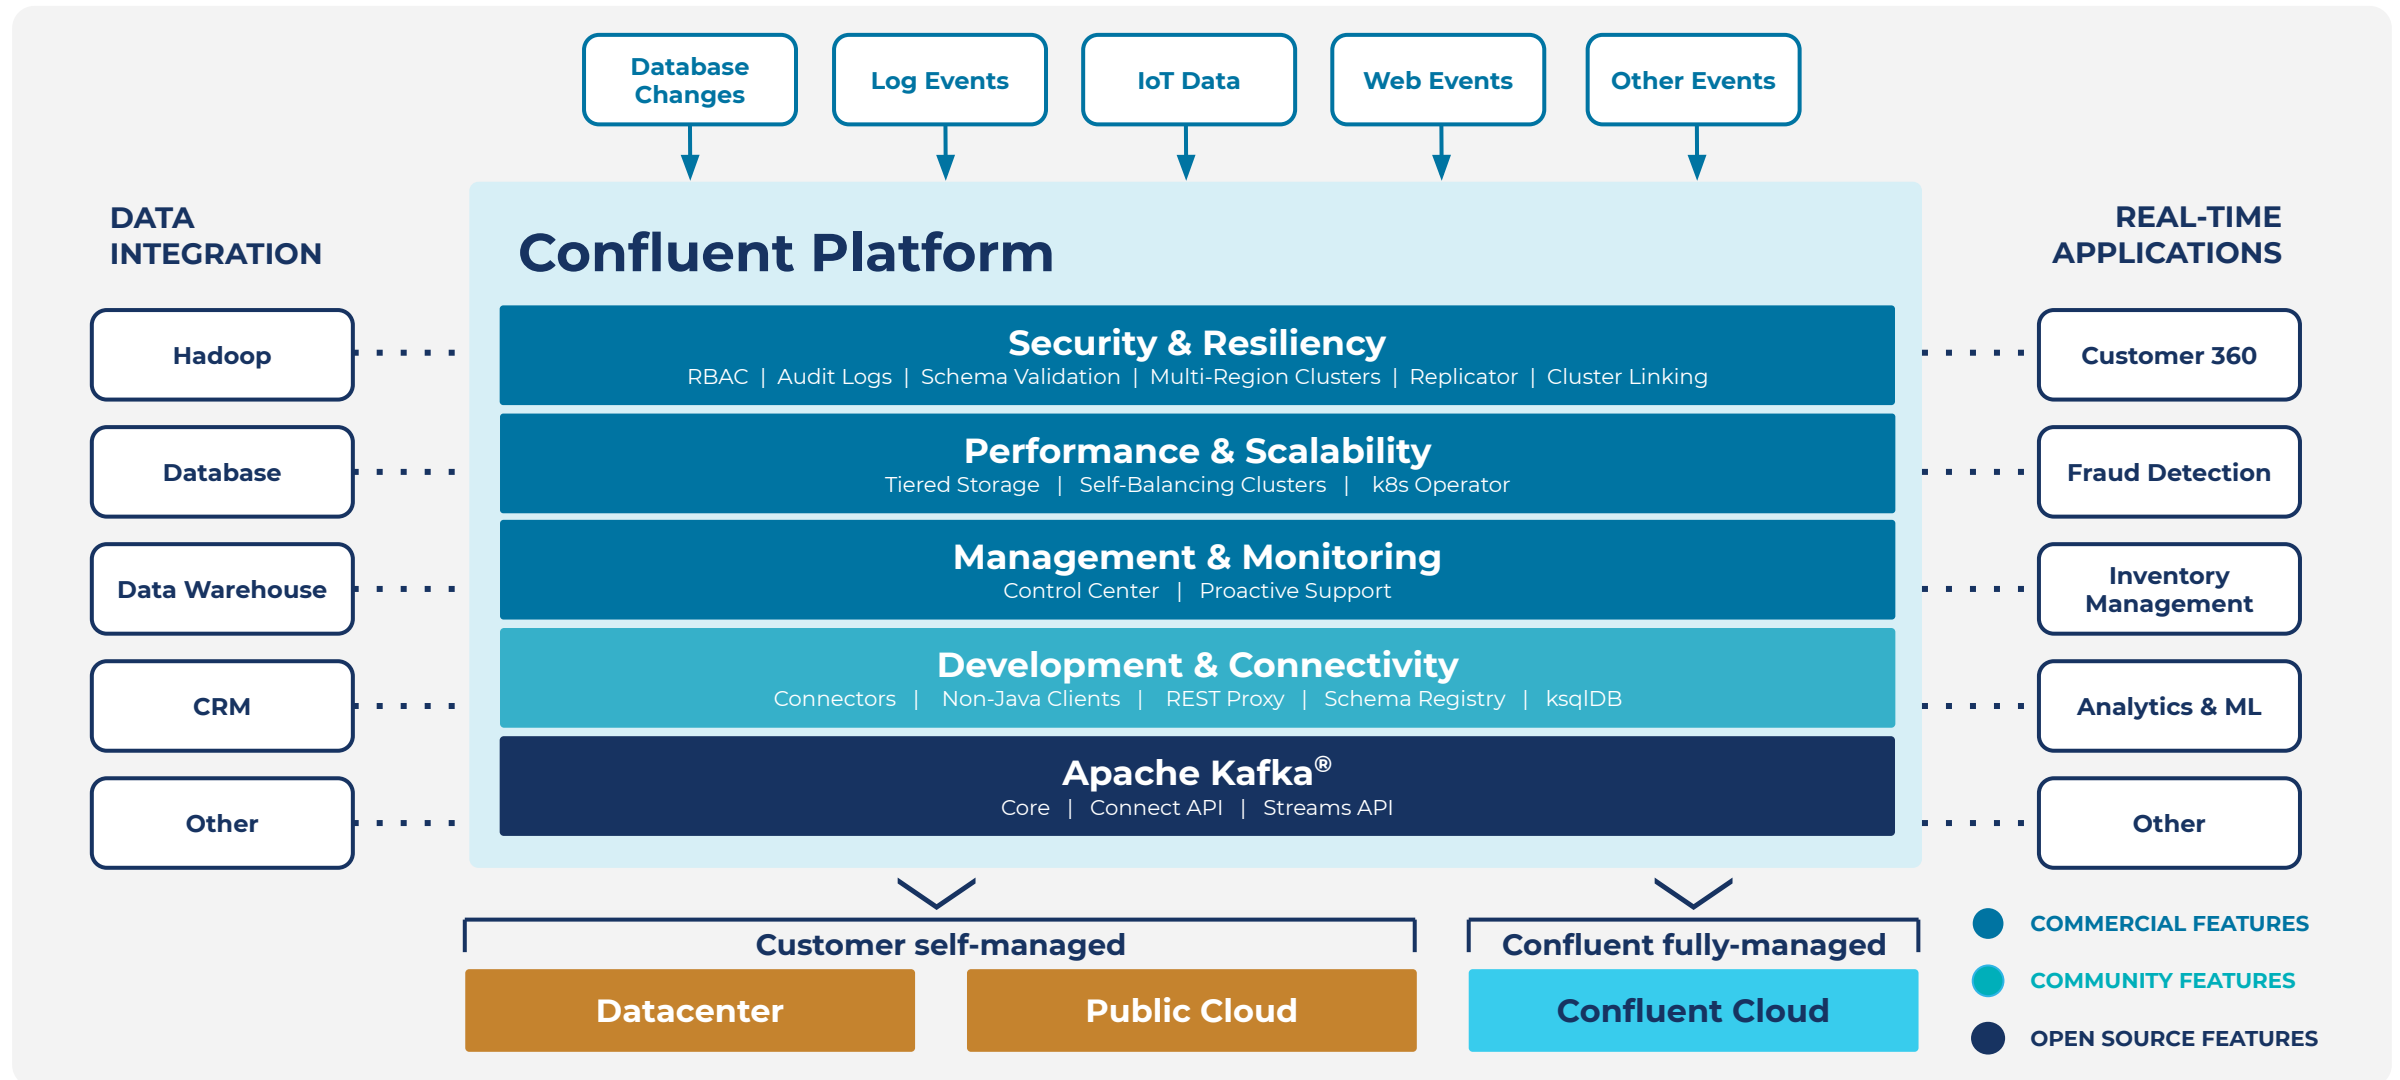 Database
Changes
Log Events
IoT Data
Web Events
Other Events
DATA
INTEGRATION
Hadoop
Database
Data Warehouse
CRM
Other
Confluent Platform
Security & Resiliency
RBAC | Audit Logs | Schema Validation | Multi-Region Clusters | Replicator | Cluster Linking
Performance & Scalability
Tiered Storage | Self-Balancing Clusters | k8s Operator
Management & Monitoring
Control Center | Proactive Support
Development & Connectivity
Connectors | Non-Java Clients | REST Proxy | Schema Registry | ksqlDB
Apache Kafka®
Core | Connect API | Streams API
REAL-TIME
APPLICATIONS
Customer 360
Fraud Detection
Inventory
Management
Analytics & ML
Other
Customer self-managed
Datacenter
Public Cloud
Confluent fully-managed
Confluent Cloud
COMMERCIAL FEATURES
COMMUNITY FEATURES
OPEN SOURCE FEATURES